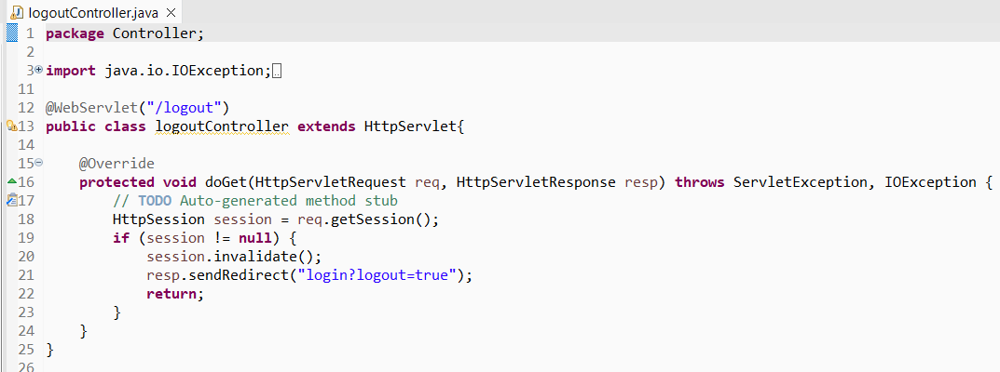 logoutController.java
1 package Controller;
2
3 import java.io.IOException;
11
12 @WebServlet("/logout")
13 public class logoutController extends HttpServlet{
14
15     @Override
16     protected void doGet(HttpServletRequest req, HttpServletResponse resp) throws ServletException, IOException {
17         // TODO Auto-generated method stub
18         HttpSession session = req.getSession();
19         if (session != null) {
20             session.invalidate();
21             resp.sendRedirect("login?logout=true");
22             return;
23         }
24     }
25 }
26